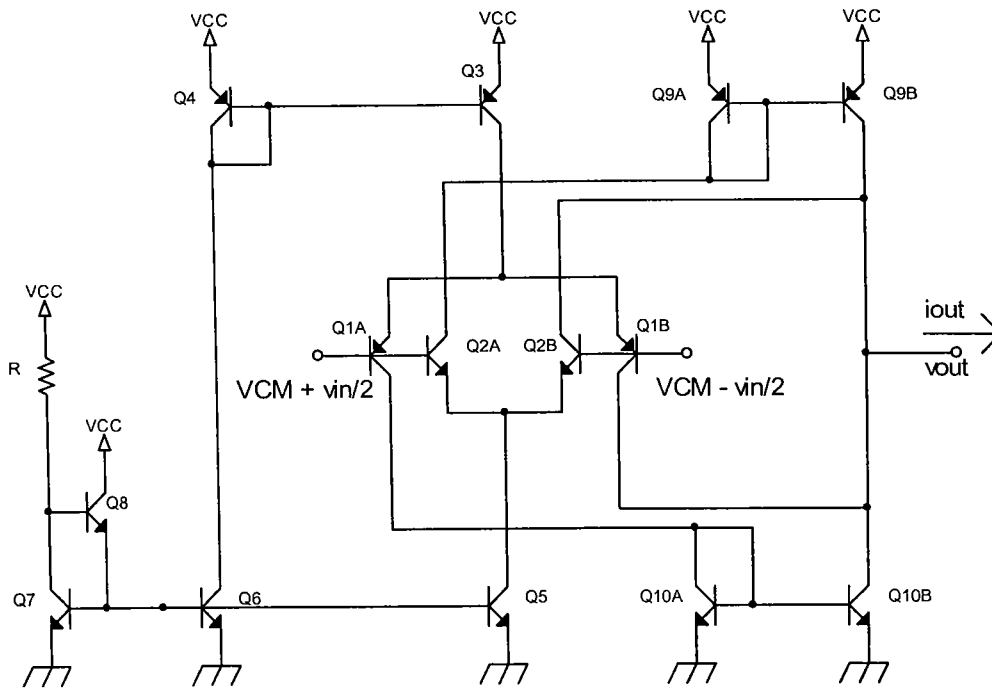 VCC
VCC
VCC
VCC
Q4
Q3
Q9A
Q9B
VCC
R
Q1A
Q2A
Q2B
Q1B
iout
vout
VCM + vin/2
VCM - vin/2
VCC
Q8
Q7
Q6
Q5
Q10A
Q10B